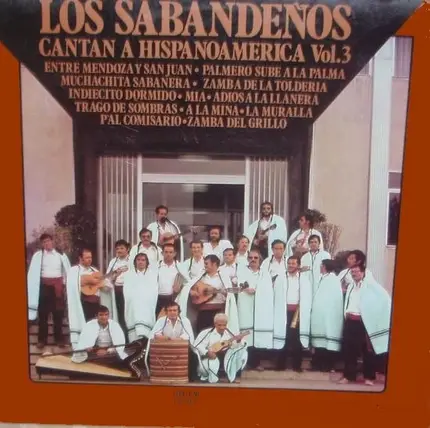 LOS SABANDEÑOS
CANTAN A HISPANOAMERICA Vol.3
ENTRE MENDOZA Y SAN JUAN • PALMERO SUBE A LA PALMA
MUCHACHITA SABANERA • ZAMBA DE LA TOLDERIA
INDIECITO DORMIDO • MIA • ADIOS A LA LLANERA
TRAGO DE SOMBRAS • A LA MINA • LA MURALLA
P'AL COMISARIO • ZAMBA DEL GRILLO